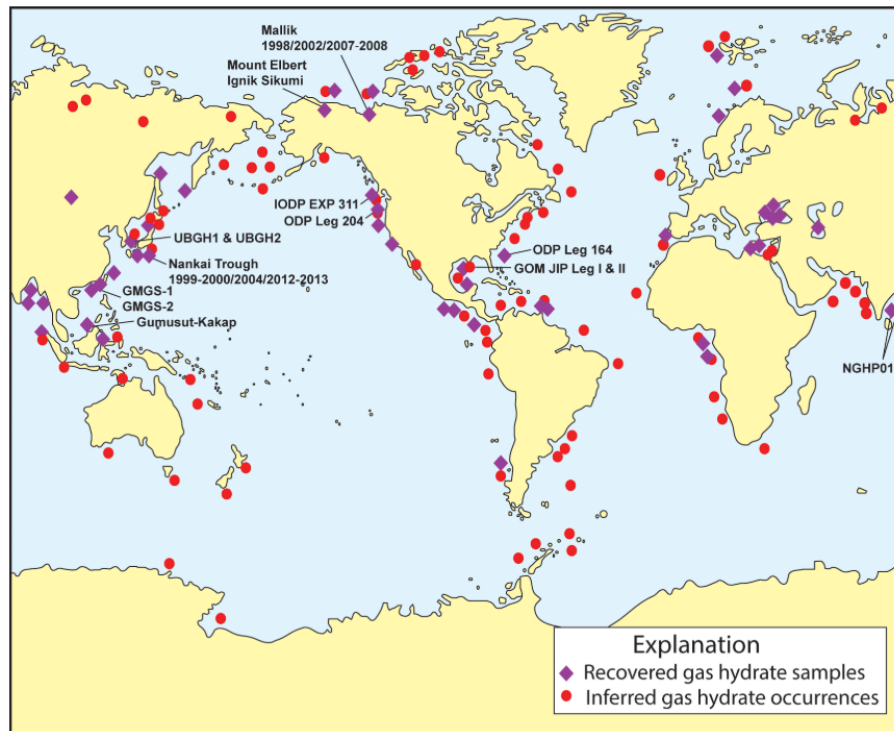 Mallik
1998/2002/2007-2008
Mount Elbert
Ignik Sikumi
IODP EXP 311
ODP Leg 204
UBGH1 & UBGH2
ODP Leg 164
GOM JIP Leg I & II
Nankai Trough
1999-2000/2004/2012-2013
GMGS-1
GMGS-2
Gumusut-Kakap
NGHP01
Explanation
Recovered gas hydrate samples
Inferred gas hydrate occurrences